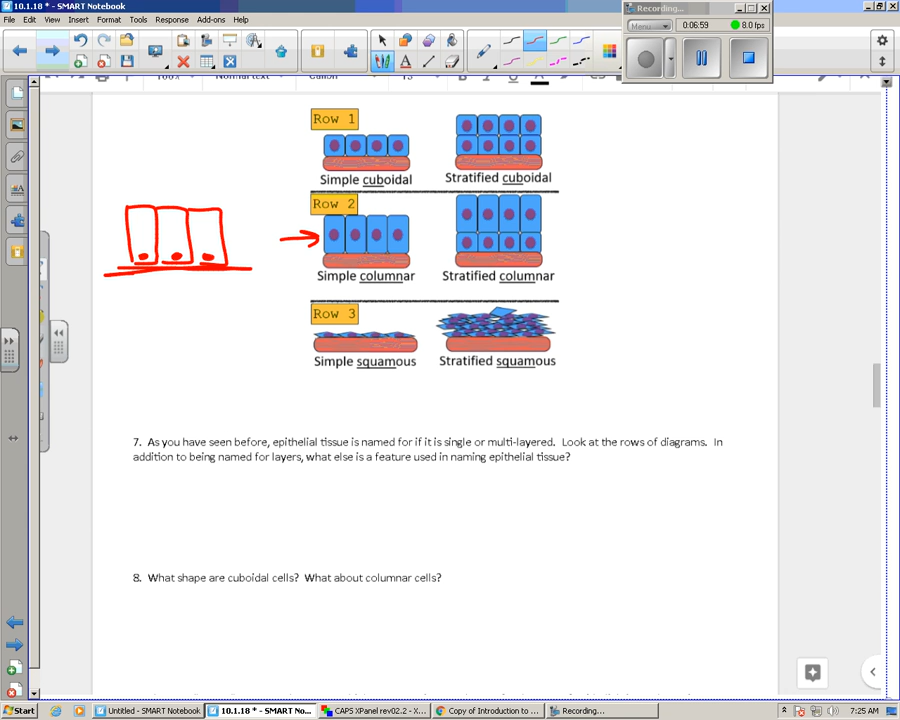 10.1.18 * - SMART Notebook
File Edit View Insert Format Tools Response Add-ons Help
Recording...
Menu
0:06:59
8.0 fps
Row 1
Simple cuboidal
Stratified cuboidal
Row 2
Simple columnar
Stratified columnar
Row 3
Simple squamous
Stratified squamous
7. As you have seen before, epithelial tissue is named for if it is single or multi-layered. Look at the rows of diagrams. In
addition to being named for layers, what else is a feature used in naming epithelial tissue?
8. What shape are cuboidal cells? What about columnar cells?
Start
Untitled - SMART Notebook
10.1.18 * - SMART No...
CAPS XPanel rev02.2 - X...
Copy of Introduction to ...
Recording...
7:25 AM